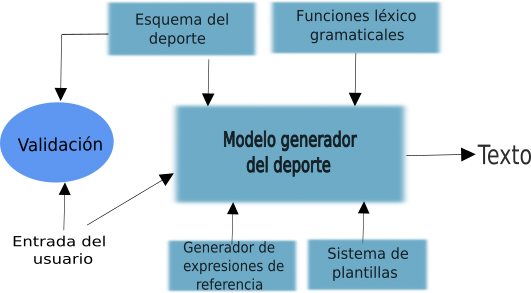 Esquema del
deporte
Funciones léxico
gramaticales
Validación
Modelo generador
del deporte
Texto
Entrada del
usuario
Generador de
expresiones de
referencia
Sistema de
plantillas